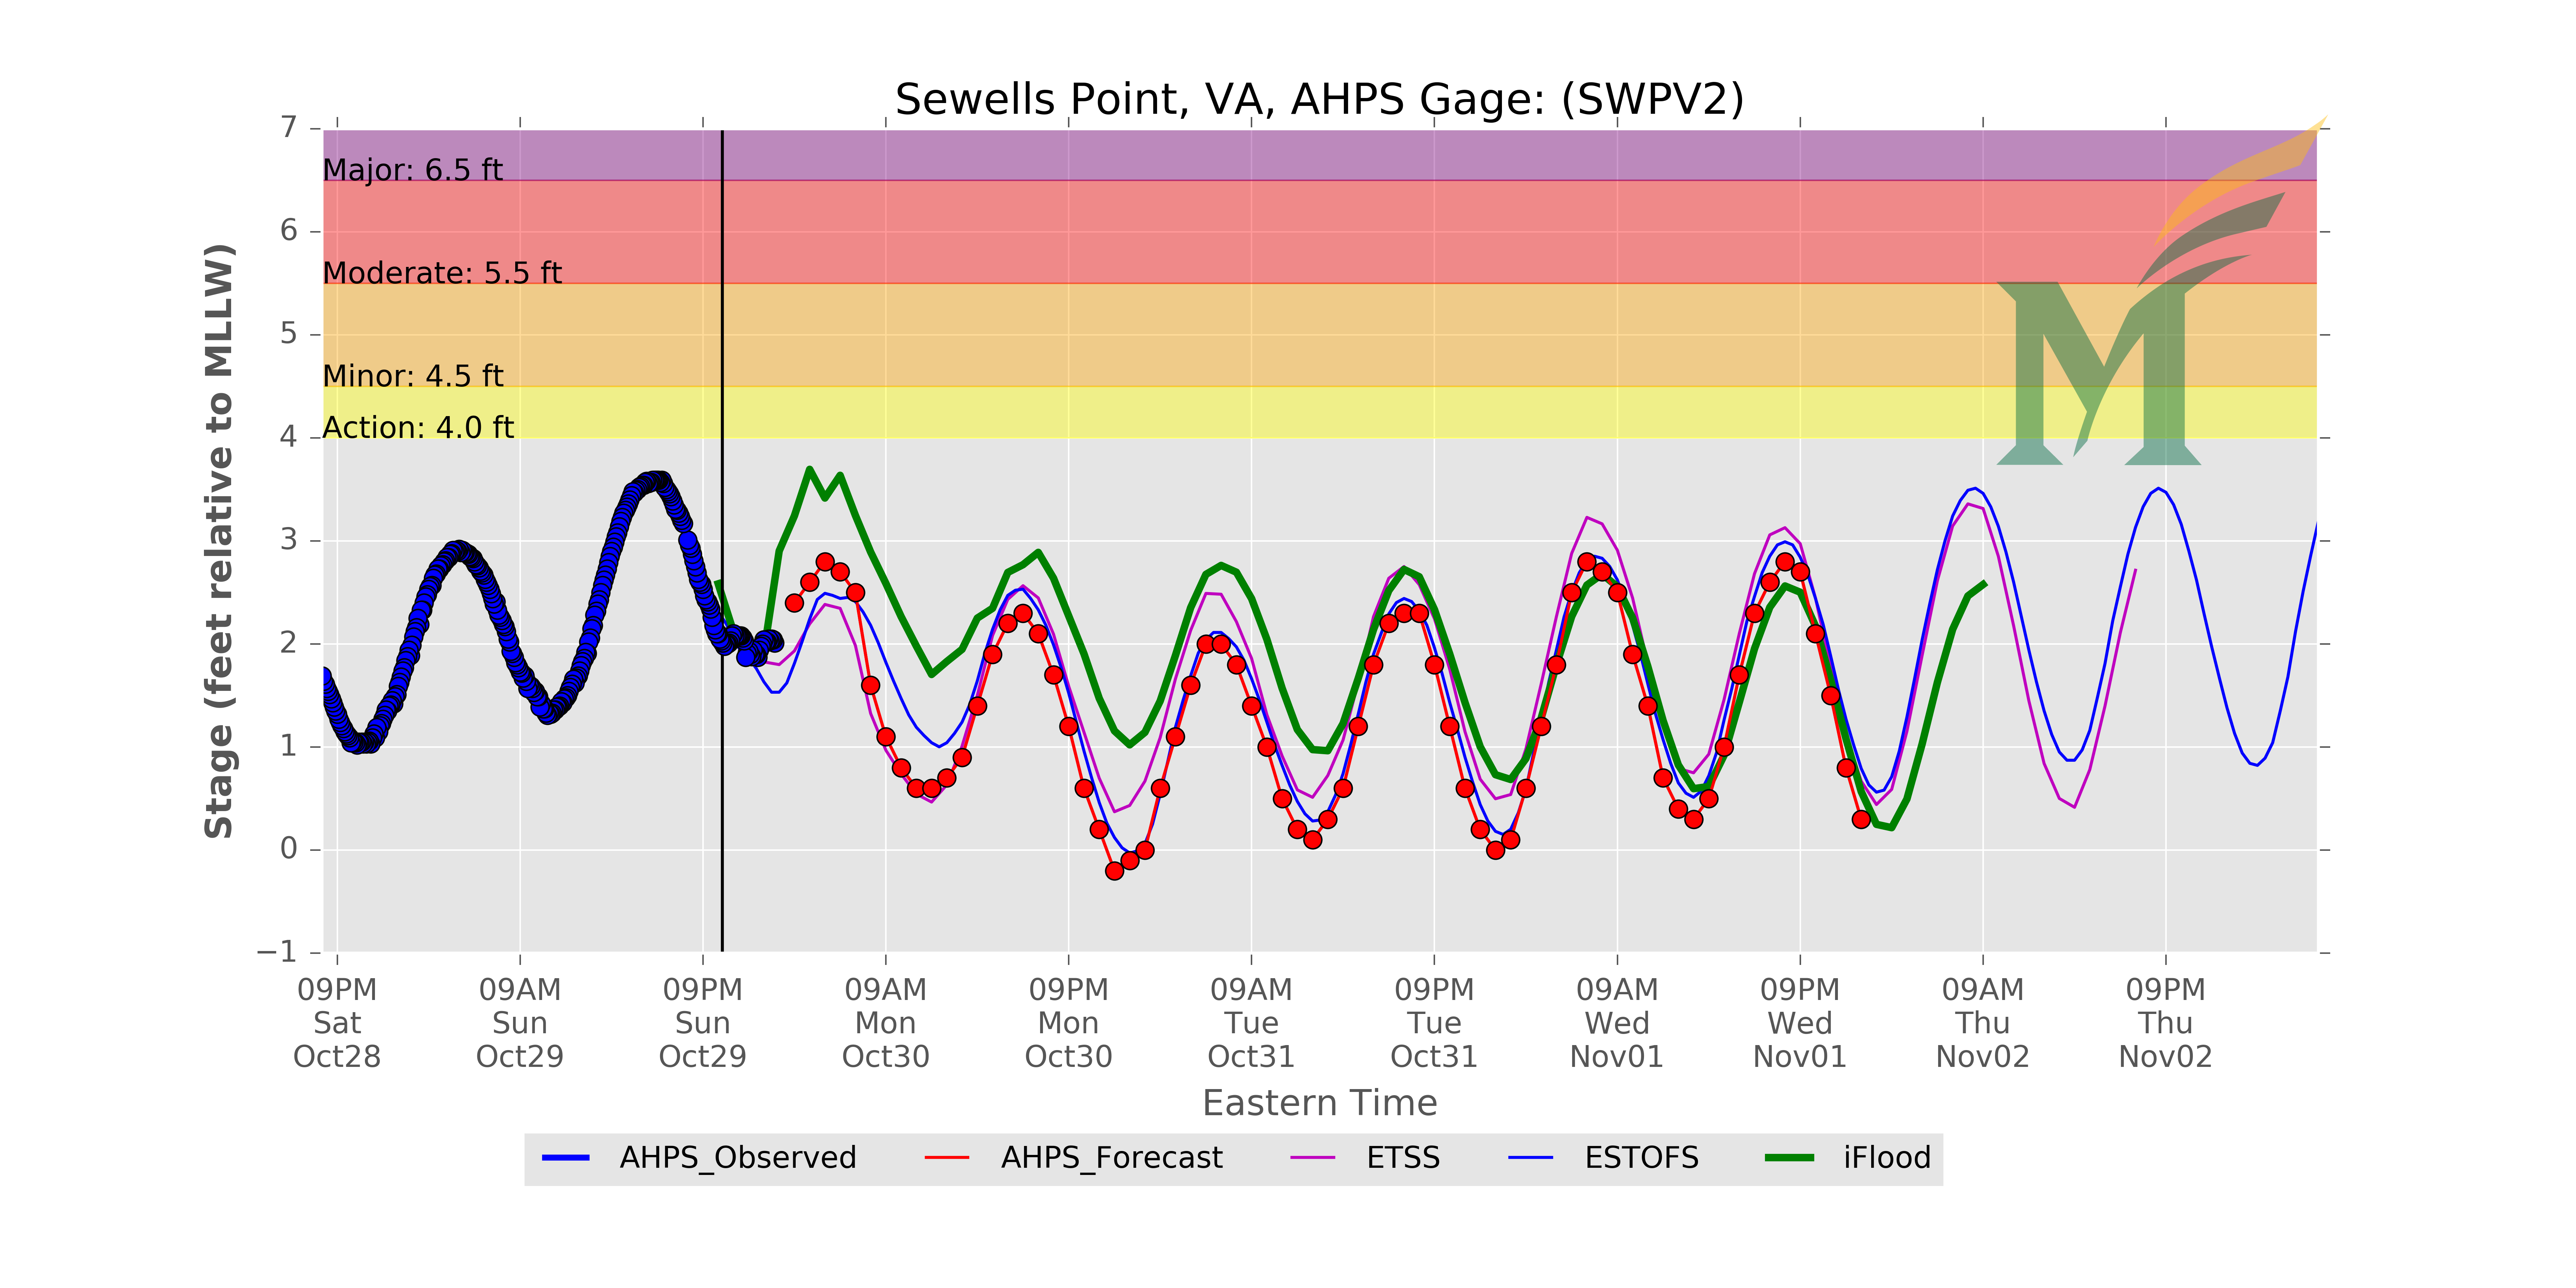 Sewells Point, VA, AHPS Gage: (SWPV2)
7
Major: 6.5 ft
6
Moderate: 5.5 ft
5
Minor: 4.5 ft
Action: 4.0 ft
4
3
2
1
0
−1
Stage (feet relative to MLLW)
09PM 09AM 09PM 09AM 09PM 09AM 09PM 09AM 09PM 09AM 09PM
Sat Sun Sun Mon Mon Tue Tue Wed Wed Thu Thu
Oct28 Oct29 Oct29 Oct30 Oct30 Oct31 Oct31 Nov01 Nov01 Nov02 Nov02
Eastern Time
AHPS_Observed AHPS_Forecast ETSS ESTOFS iFlood